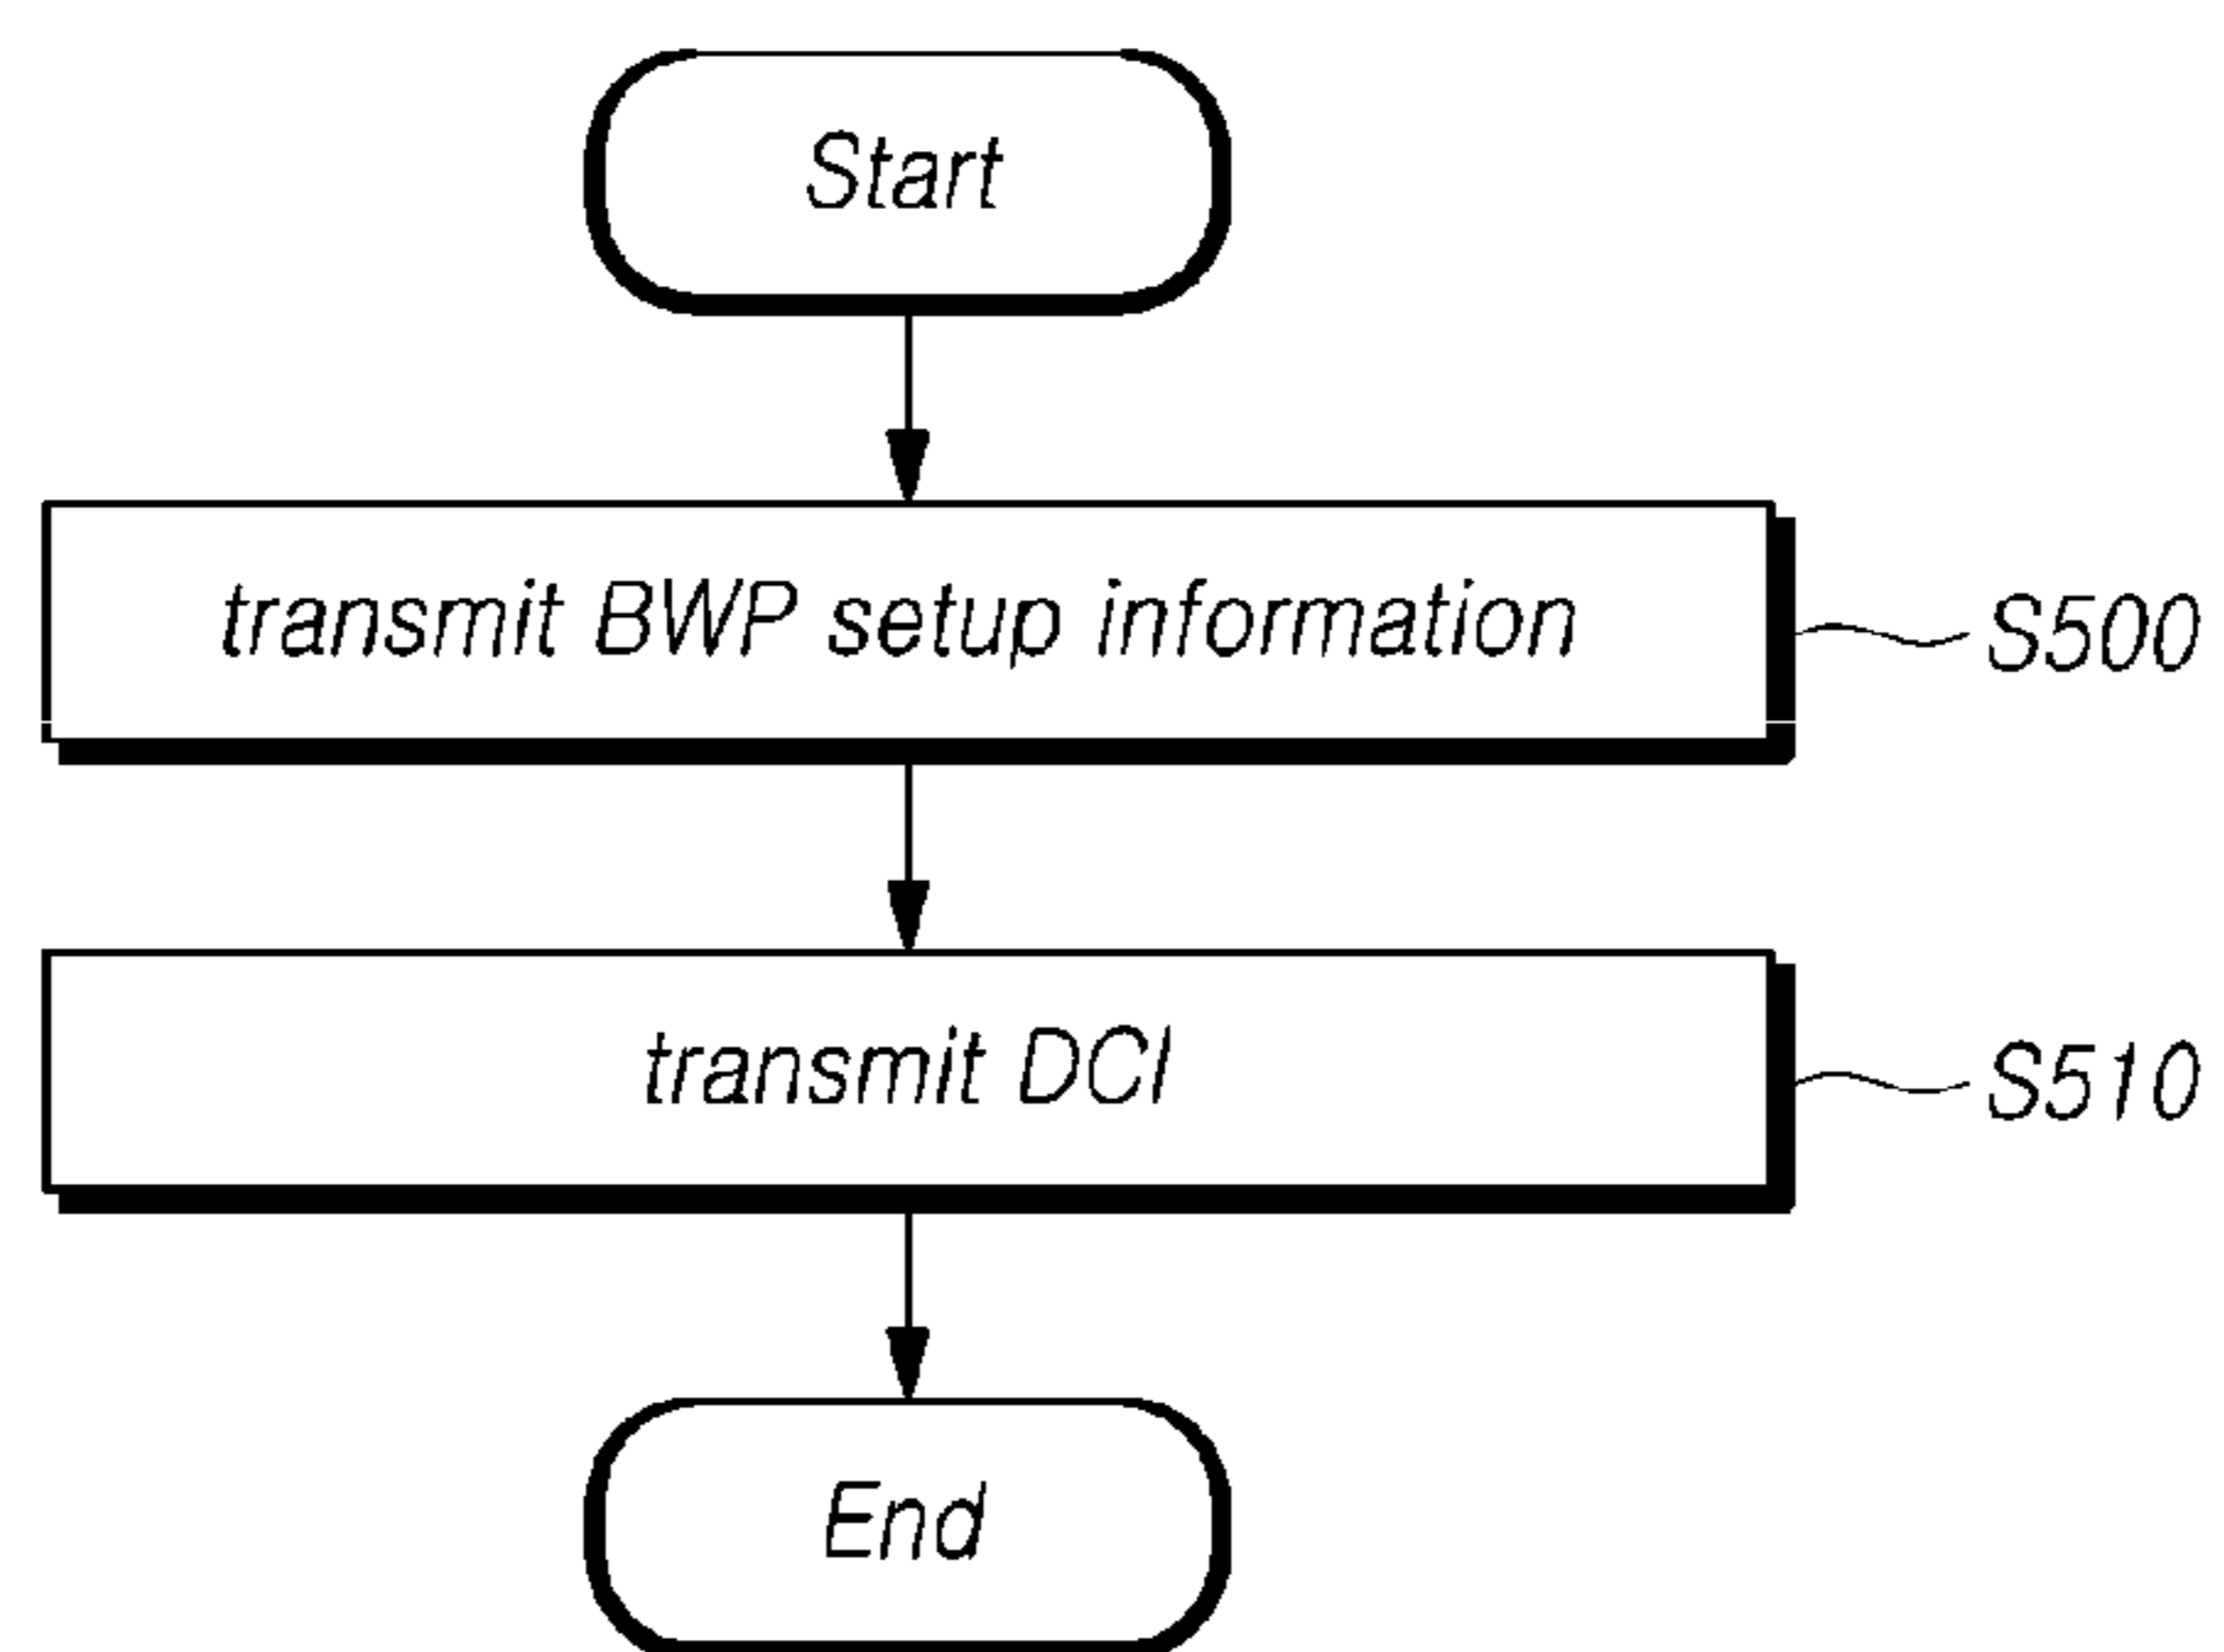 Start
transmit BWP setup information
S500
transmit DCI
S510
End